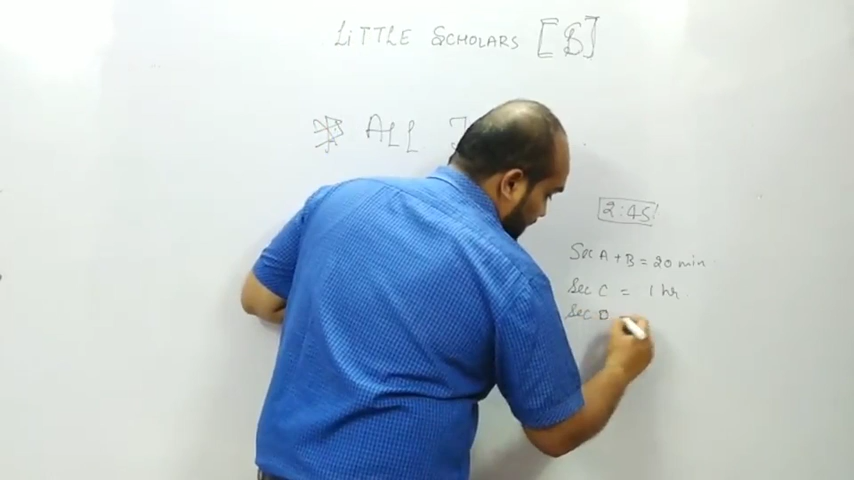 LITTLE SCHOLARS [B]
* ALL
2:45
Sec A + B = 20 min
Sec C = 1 hr
Sec D